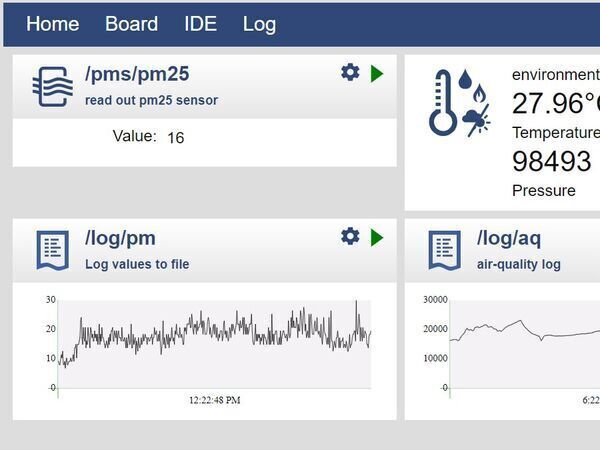 Home Board IDE Log
/pms/pm25
read out pm25 sensor
Value: 16
environment
27.96°
Temperature
98493
Pressure
/log/pm
Log values to file
30
20
10
0
12:22:48 PM
/log/aq
air-quality log
30000
20000
10000
0
6:22